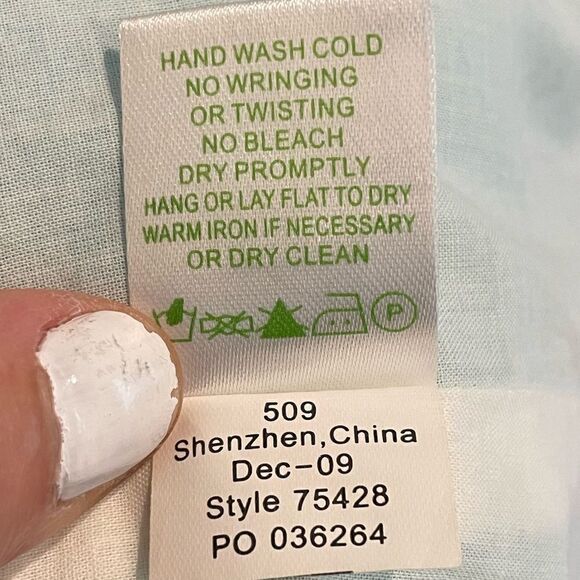 HAND WASH COLD
NO WRINGING
OR TWISTING
NO BLEACH
DRY PROMPTLY
HANG OR LAY FLAT TO DRY
WARM IRON IF NECESSARY
OR DRY CLEAN
P
509
Shenzhen,China
Dec-09
Style 75428
PO 036264